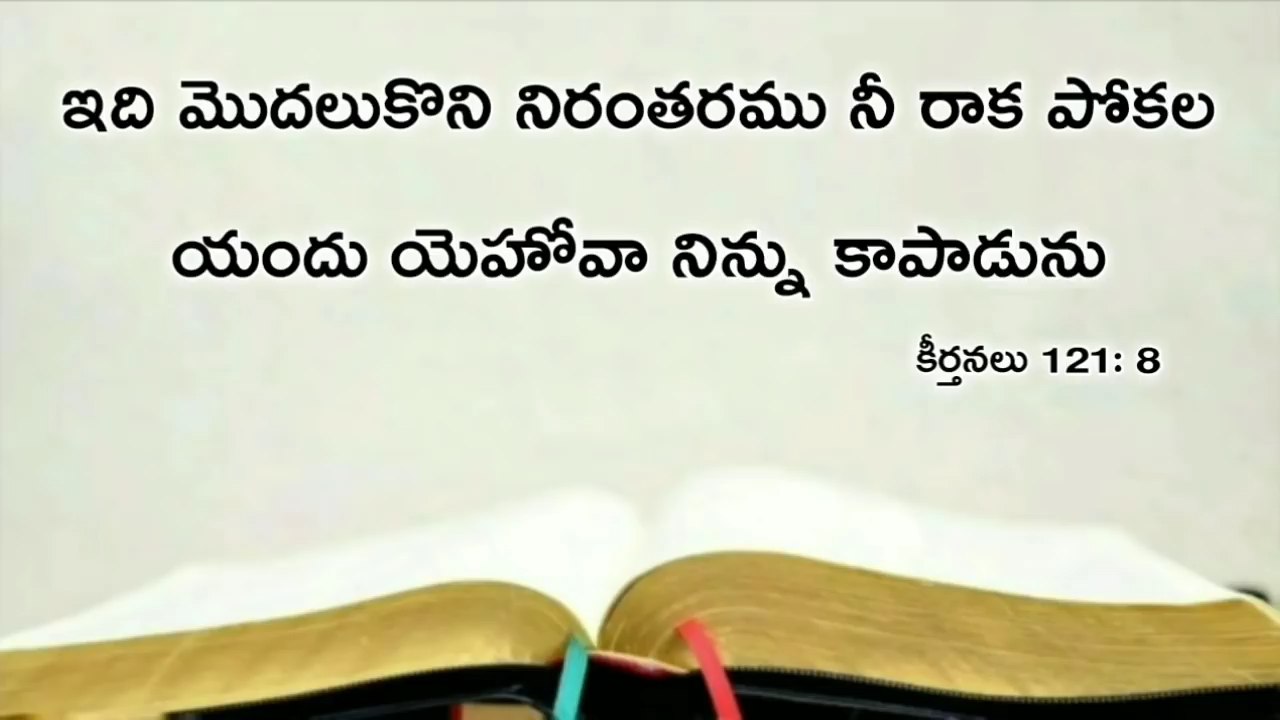 ఇది మొదలుకొని నిరంతరము నీ రాక పోకల
యందు యెహోవా నిన్ను కాపాడును
కీర్తనలు 121: 8